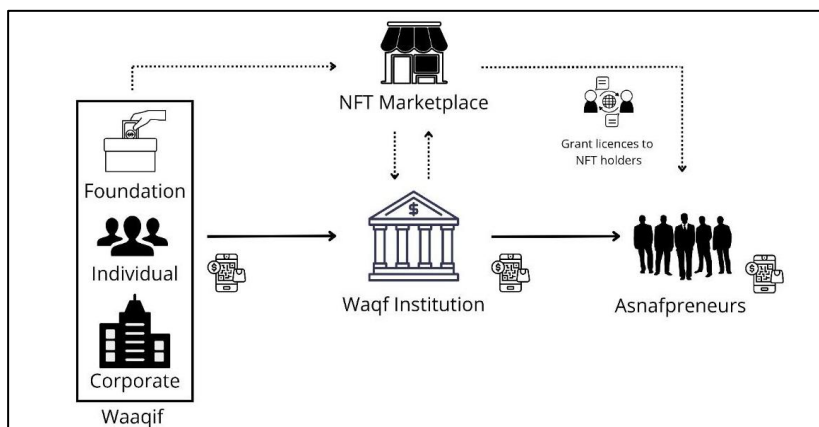 NFT Marketplace
Grant licences to
NFT holders
Foundation
Individual
Corporate
Waaqif
$
Waqf Institution
Asnafpreneurs